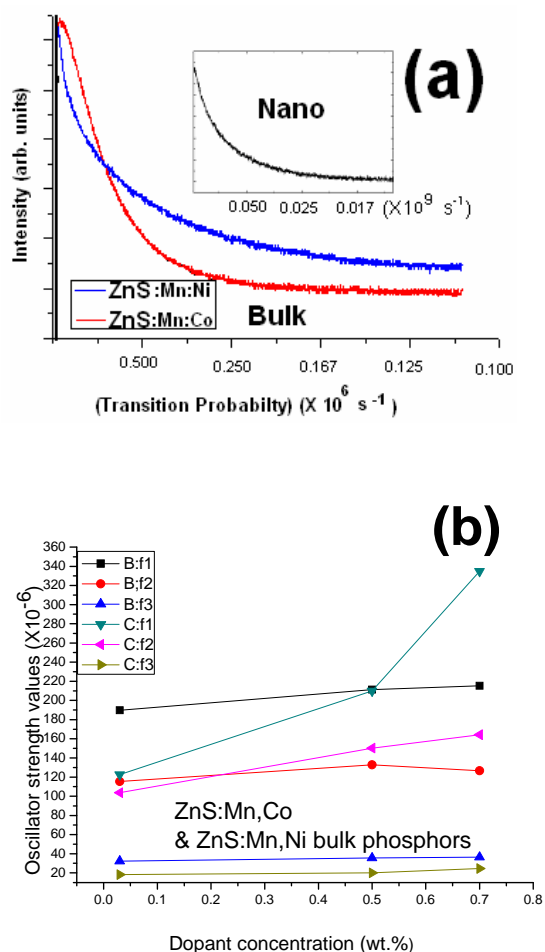 (a)
Nano
0.050 0.025 0.017 (X10⁹ s⁻¹)
Intensity (arb. units)
ZnS:Mn:Ni
ZnS:Mn:Co
Bulk
0.500 0.250 0.167 0.125 0.100
(Transition Probabilty) (X 10⁶ s⁻¹)
(b)
360
340
320
300
280
260
240
220
200
180
160
140
120
100
80
60
40
20
Oscillator strength values (X10⁻⁶)
B:f1
B;f2
B:f3
C:f1
C:f2
C:f3
ZnS:Mn,Co
& ZnS:Mn,Ni bulk phosphors
0.0 0.1 0.2 0.3 0.4 0.5 0.6 0.7 0.8
Dopant concentration (wt.%)